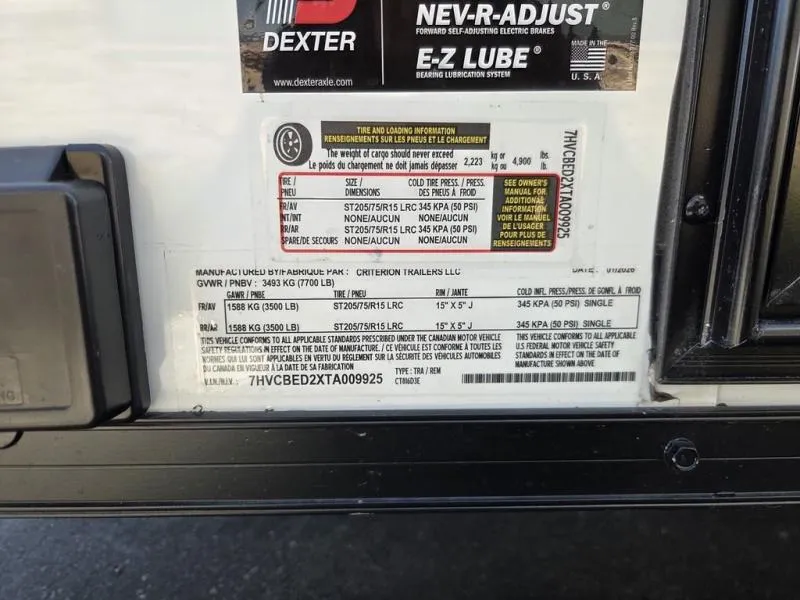 DEXTER
www.dexteraxle.com
NEV-R-ADJUST®
FORWARD SELF-ADJUSTING ELECTRIC BRAKES
E-Z LUBE®
BEARING LUBRICATION SYSTEM
MADE IN THE
U.S.A.
TIRE AND LOADING INFORMATION
RENSEIGNEMENTS SUR LES PNEUS ET LE CHARGEMENT
The weight of cargo should never exceed 2,223 kg or 4,900 lbs.
Le poids du chargement ne doit jamais dépasser kg ou lb.
TIRE / SIZE / COLD TIRE PRESS. / PRESS.
PNEU DIMENSIONS DES PNEUS À FROID
FR/AV ST205/75/R15 LRC 345 KPA (50 PSI)
INT/INT NONE/AUCUN NONE/AUCUN
RR/AR ST205/75/R15 LRC 345 KPA (50 PSI)
SPARE/DE SECOURS NONE/AUCUN NONE/AUCUN
SEE OWNER'S
MANUAL FOR
ADDITIONAL
INFORMATION
VOIR LE MANUEL
DE L'USAGER
POUR PLUS DE
RENSEIGNEMENTS
7HVCBED2XTA009925
MANUFACTURED BY/FABRIQUE PAR : CRITERION TRAILERS LLC DATE : 01/2026
GVWR / PNBV : 3493 KG (7700 LB)
GAWR / PNBE TIRE / PNEU RIM / JANTE COLD INFL. PRESS./PRESS. DE GONFL. À FROID
FR/AV 1588 KG (3500 LB) ST205/75/R15 LRC 15" X 5" J 345 KPA (50 PSI) SINGLE
RR/AR 1588 KG (3500 LB) ST205/75/R15 LRC 15" X 5" J 345 KPA (50 PSI) SINGLE
THIS VEHICLE CONFORMS TO ALL APPLICABLE STANDARDS PRESCRIBED UNDER THE CANADIAN MOTOR VEHICLE
SAFETY REGULATIONS IN EFFECT ON THE DATE OF MANUFACTURE. / CE VÉHICULE EST CONFORME À TOUTES LES
NORMES QUI LUI SONT APPLICABLES EN VERTU DU RÈGLEMENT SUR LA SÉCURITÉ DES VÉHICULES AUTOMOBILES
DU CANADA EN VIGUEUR À LA DATE DE SA FABRICATION
THIS VEHICLE CONFORMS TO ALL APPLICABLE
U.S FEDERAL MOTOR VEHICLE SAFETY
STANDARDS IN EFFECT ON THE DATE OF
MANUFACTURE SHOWN ABOVE
V.I.N./N.I.V.: 7HVCBED2XTA009925
TYPE : TRA / REM
CT816D3E